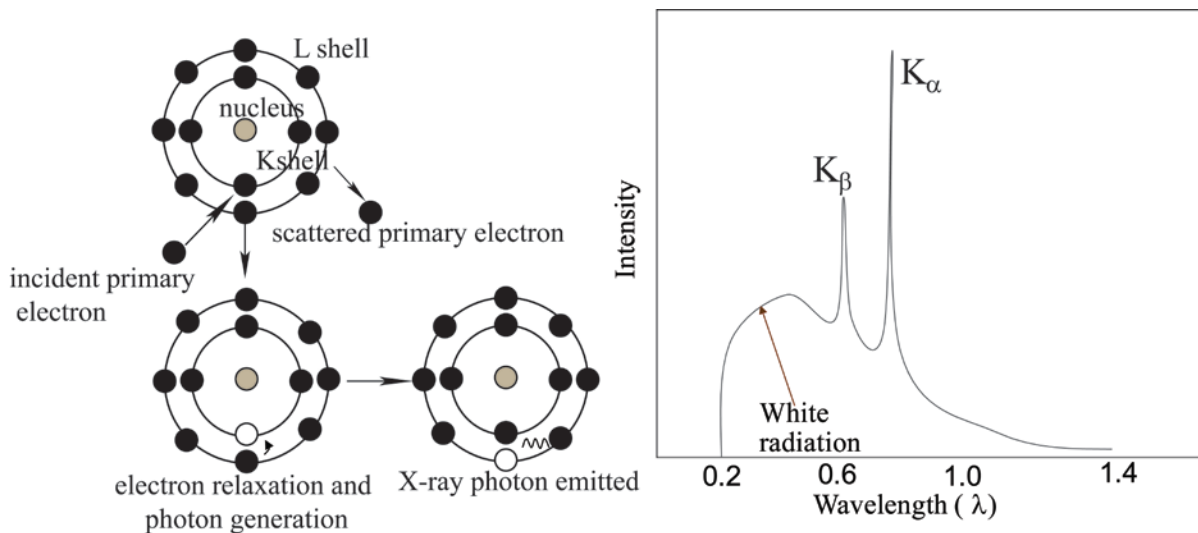 L shell
nucleus
Kshell
scattered primary electron
incident primary
electron
electron relaxation and
photon generation
X-ray photon emitted
Intensity
Kβ
Kα
White
radiation
0.2 0.6 1.0 1.4
Wavelength ( λ)